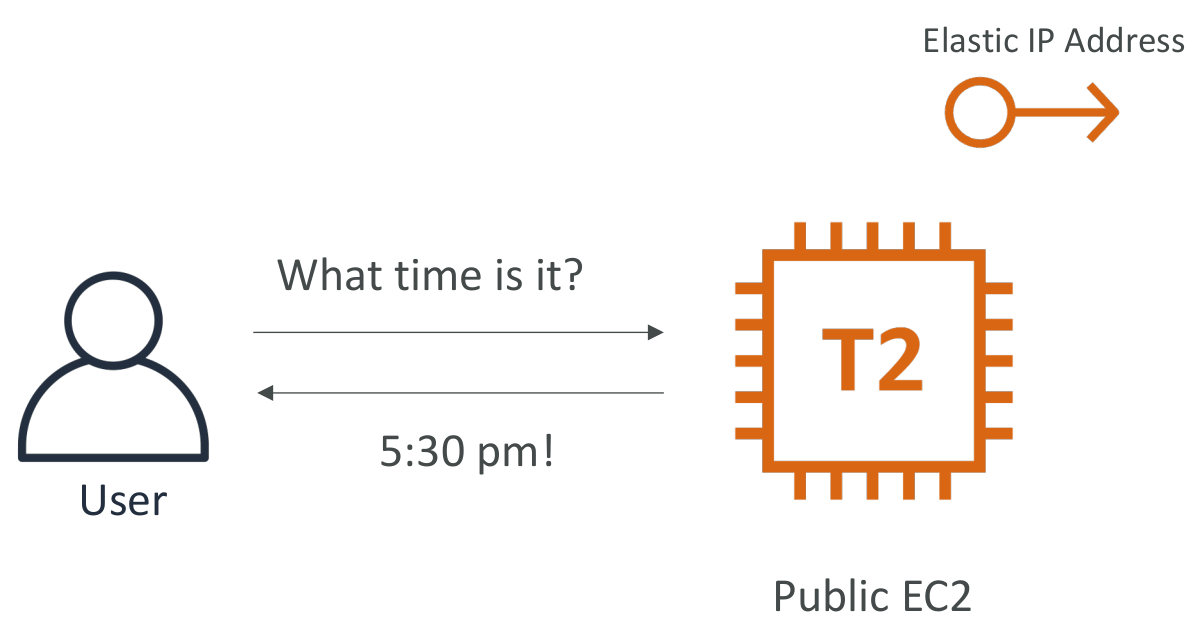 Elastic IP Address
What time is it?
T2
5:30 pm!
User
Public EC2